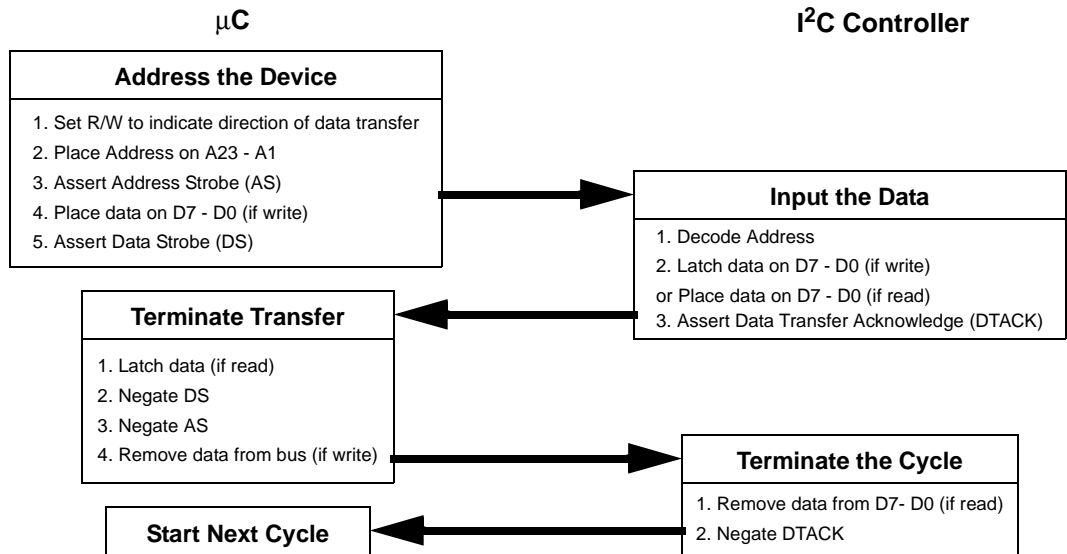 μC
I²C Controller
Address the Device
1. Set R/W to indicate direction of data transfer
2. Place Address on A23 - A1
3. Assert Address Strobe (AS)
4. Place data on D7 - D0 (if write)
5. Assert Data Strobe (DS)
Input the Data
1. Decode Address
2. Latch data on D7 - D0 (if write)
or Place data on D7 - D0 (if read)
3. Assert Data Transfer Acknowledge (DTACK)
Terminate Transfer
1. Latch data (if read)
2. Negate DS
3. Negate AS
4. Remove data from bus (if write)
Terminate the Cycle
1. Remove data from D7- D0 (if read)
2. Negate DTACK
Start Next Cycle